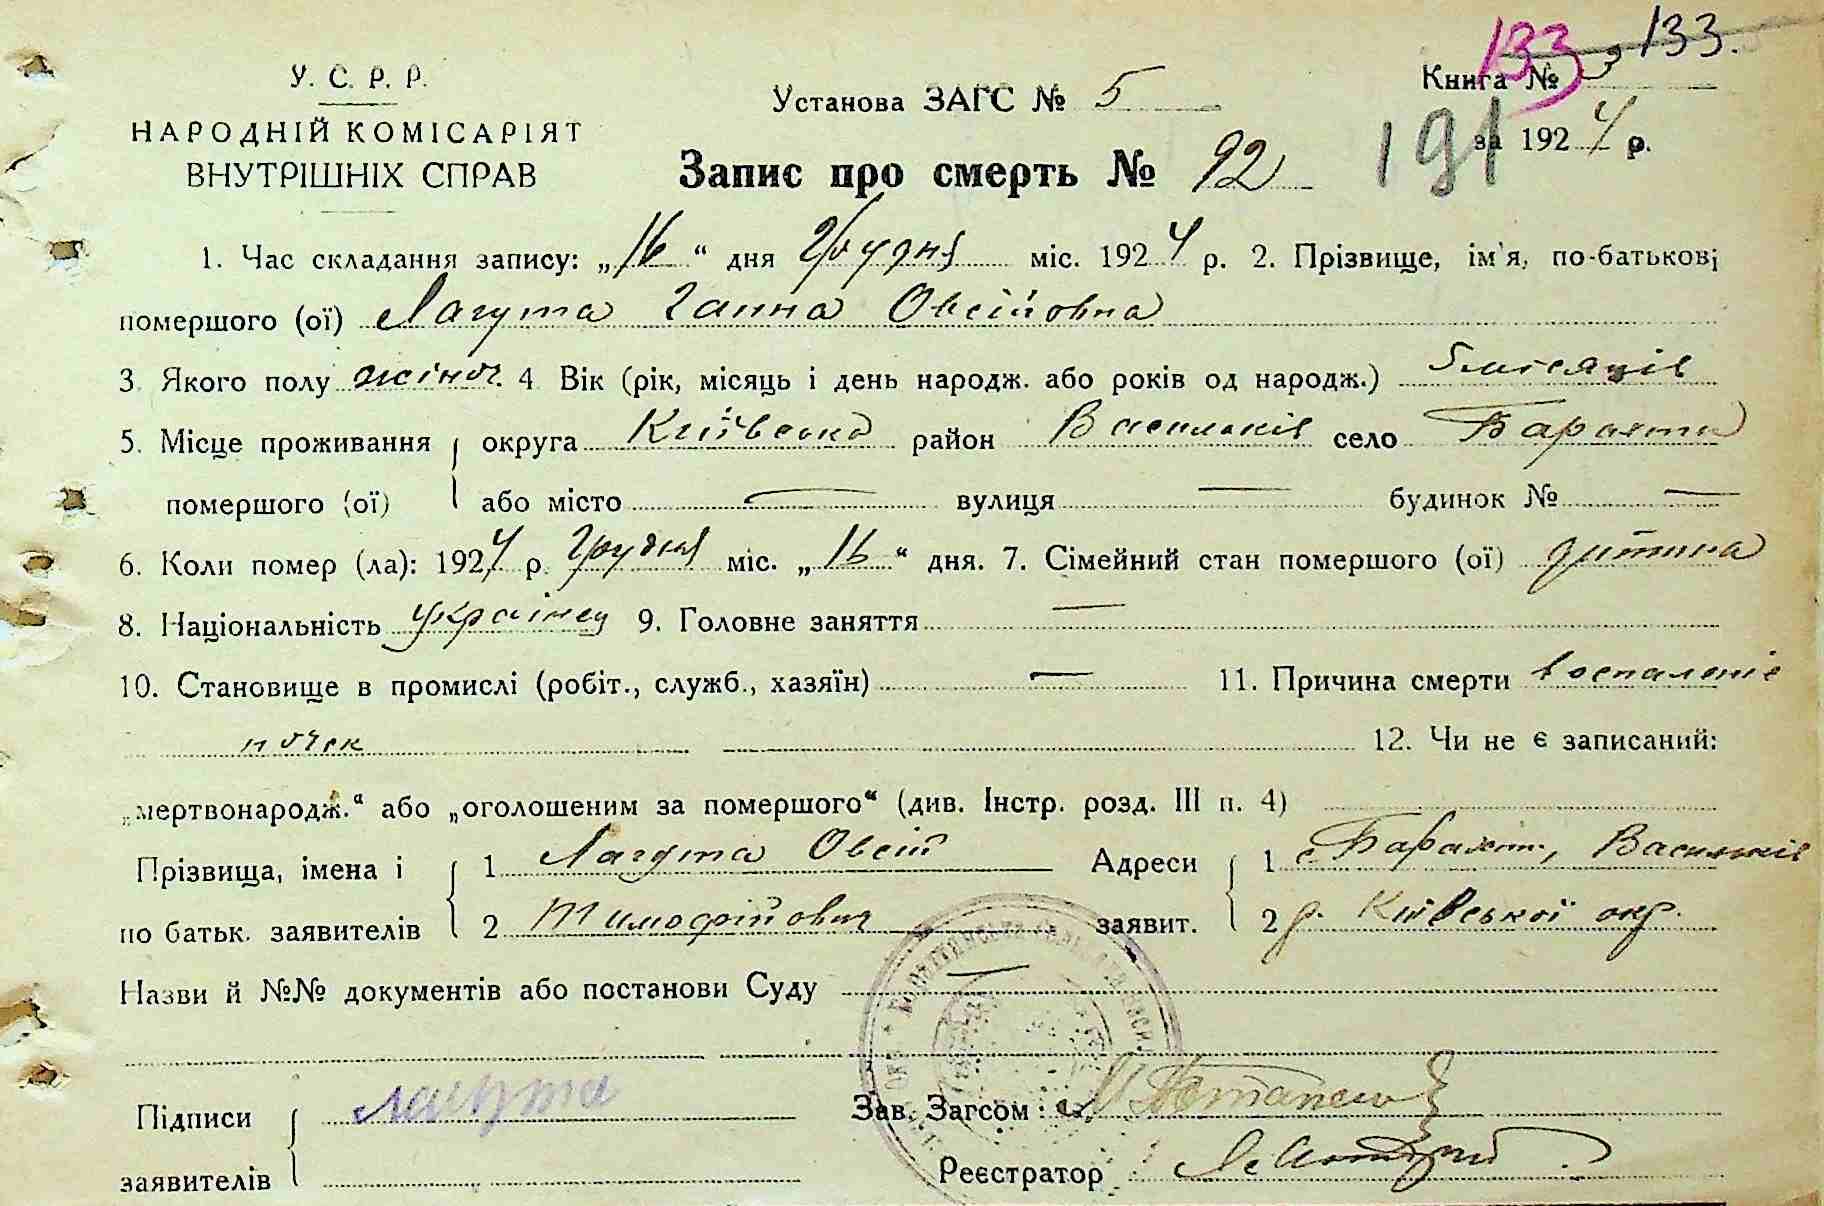 133 133.
У. С. Р. Р.
Установа ЗАГС № 5
Книга № 3
НАРОДНІЙ КОМІСАРІЯТ
ВНУТРІШНІХ СПРАВ
191 за 1924 р.
Запис про смерть № 92
1. Час складання запису: „16“ дня Грудня міс. 1924 р. 2. Прізвище, ім'я, по-батькові
помершого (ої) Лагута Ганна Овсійовна
3. Якого полу жіноч. 4 Вік (рік, місяць і день народж. або років од народж.) 5 місяців
5. Місце проживання округа Київська район Васильків село Барахти
помершого (ої) або місто — вулиця — будинок № —
6. Коли помер (ла): 1924 р. Грудня міс. „16“ дня. 7. Сімейний стан помершого (ої) дитина
8. Національність українец 9. Головне заняття —
10. Становище в промислі (робіт., служб., хазяїн) — 11. Причина смерти воспаленіє
почек 12. Чи не є записаний:
„мертвонародж.“ або „оголошеним за помершого“ (див. Інстр. розд. III п. 4)
Прізвища, імена і 1 Лагута Овсій Адреси 1 с. Барахти, Васильків
по батьк. заявителів 2 Тимофійович заявит. 2 р. Київської окр.
Назви й №№ документів або постанови Суду —
Підписи Лагута Зав. Загсом:
заявителів Реєстратор